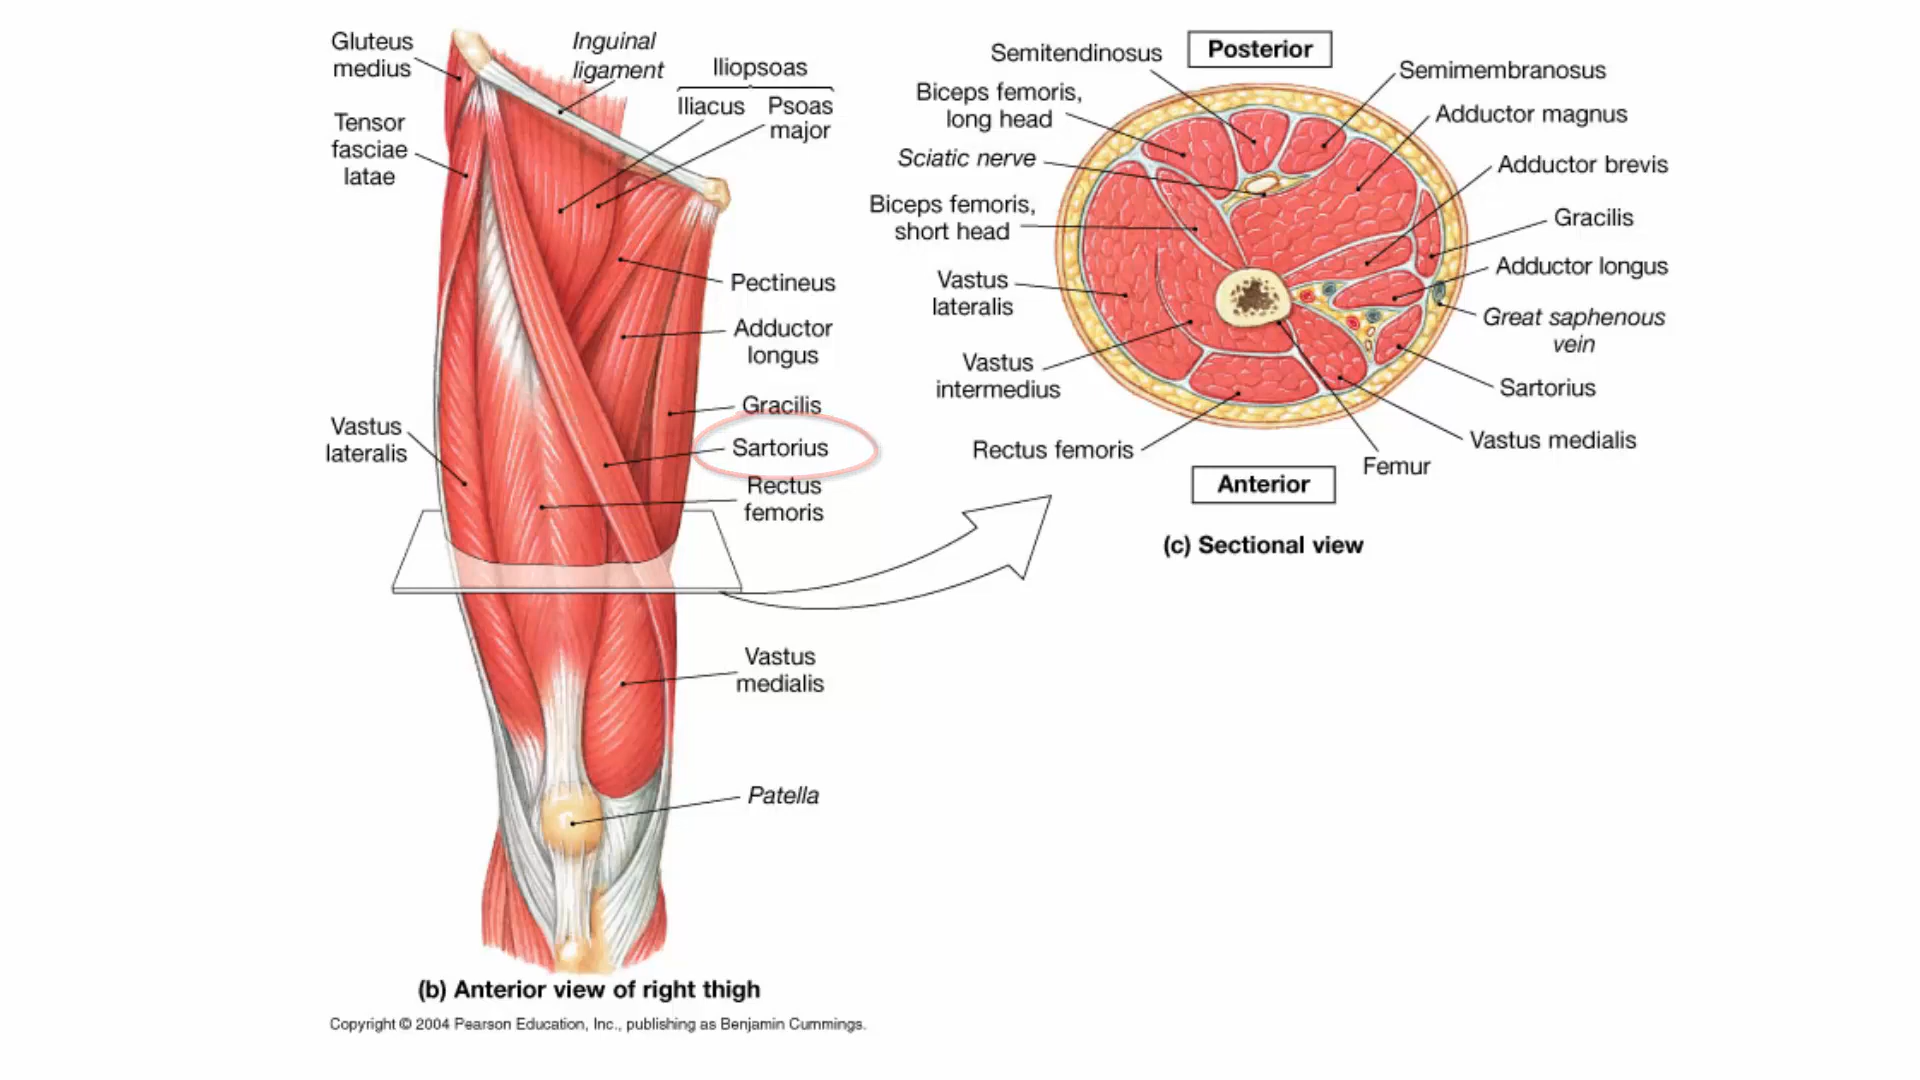 Gluteus
medius
Inguinal
ligament
Iliopsoas
Iliacus
Psoas
major
Tensor
fasciae
latae
Pectineus
Adductor
longus
Gracilis
Vastus
lateralis
Sartorius
Rectus
femoris
Vastus
medialis
Patella
(b) Anterior view of right thigh
Copyright © 2004 Pearson Education, Inc., publishing as Benjamin Cummings.
Posterior
Semitendinosus
Semimembranosus
Biceps femoris,
long head
Adductor magnus
Sciatic nerve
Adductor brevis
Biceps femoris,
short head
Gracilis
Vastus
lateralis
Adductor longus
Great saphenous
vein
Vastus
intermedius
Sartorius
Rectus femoris
Vastus medialis
Femur
Anterior
(c) Sectional view